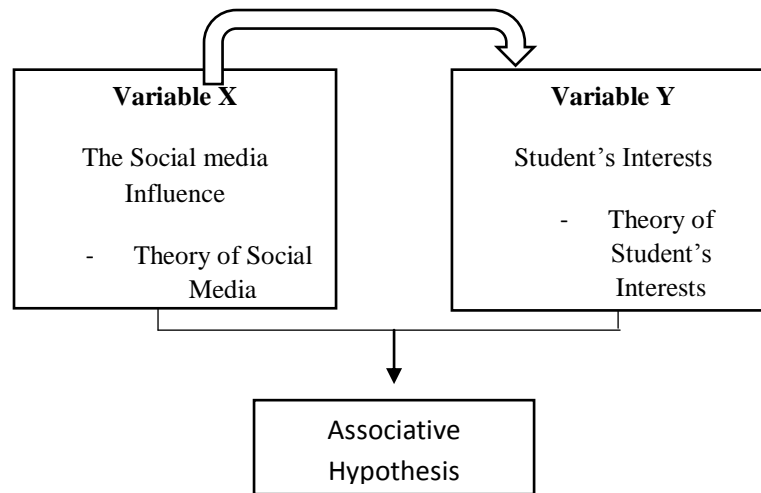 Variable X
The Social media
Influence
- Theory of Social
Media
Variable Y
Student’s Interests
- Theory of
Student’s
Interests
Associative
Hypothesis